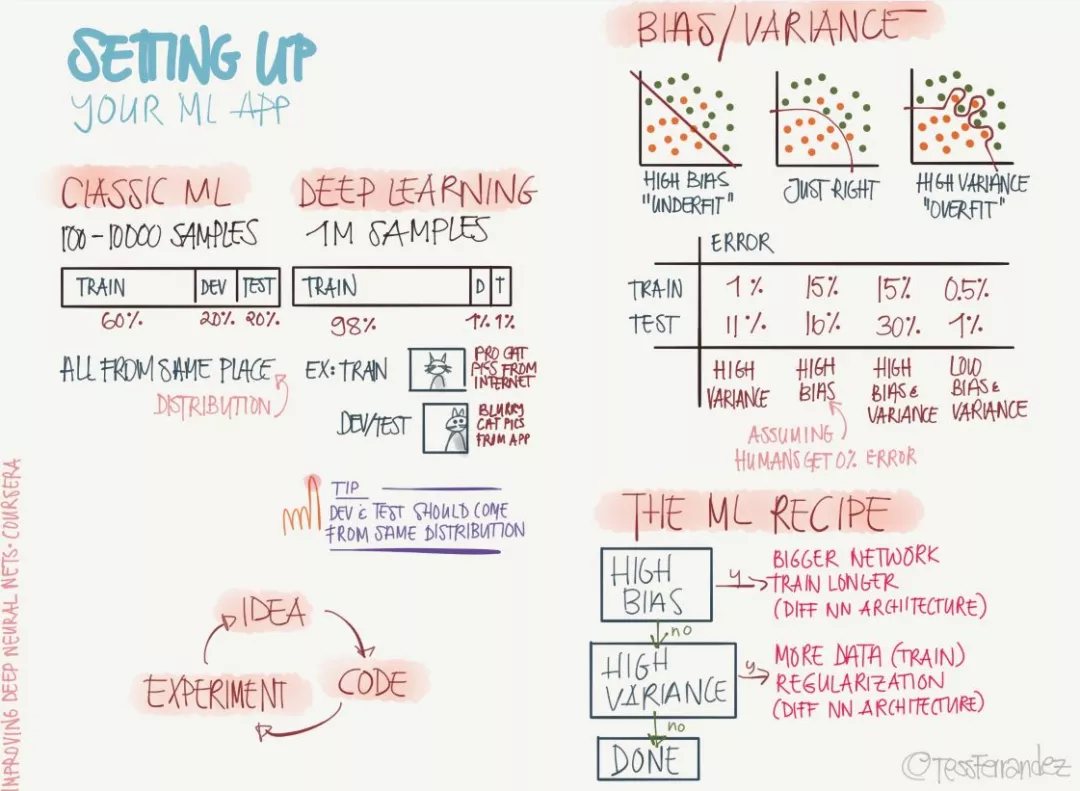 SETTING UP
YOUR ML APP
CLASSIC ML
100-10000 SAMPLES
TRAIN DEV TEST
60% 20% 20%
ALL FROM SAME PLACE
DISTRIBUTION
DEEP LEARNING
1M SAMPLES
TRAIN D T
98% 1% 1%
EX: TRAIN
PRO CAT
PICS FROM
INTERNET
DEV/TEST
BLURRY
CAT PICS
FROM APP
TIP
DEV & TEST SHOULD COME
FROM SAME DISTRIBUTION
IDEA
CODE
EXPERIMENT
BIAS/VARIANCE
HIGH BIAS
"UNDERFIT"
JUST RIGHT
HIGH VARIANCE
"OVERFIT"
ERROR
TRAIN 1% 15% 15% 0.5%
TEST 11% 16% 30% 1%
HIGH
VARIANCE
HIGH
BIAS
HIGH
BIAS &
VARIANCE
LOW
BIAS &
VARIANCE
ASSUMING
HUMANS GET 0% ERROR
THE ML RECIPE
HIGH
BIAS
y
BIGGER NETWORK
TRAIN LONGER
(DIFF NN ARCHITECTURE)
no
HIGH
VARIANCE
y
MORE DATA (TRAIN)
REGULARIZATION
(DIFF NN ARCHITECTURE)
no
DONE
IMPROVING DEEP NEURAL NETS · COURSERA
@TessFerrandez